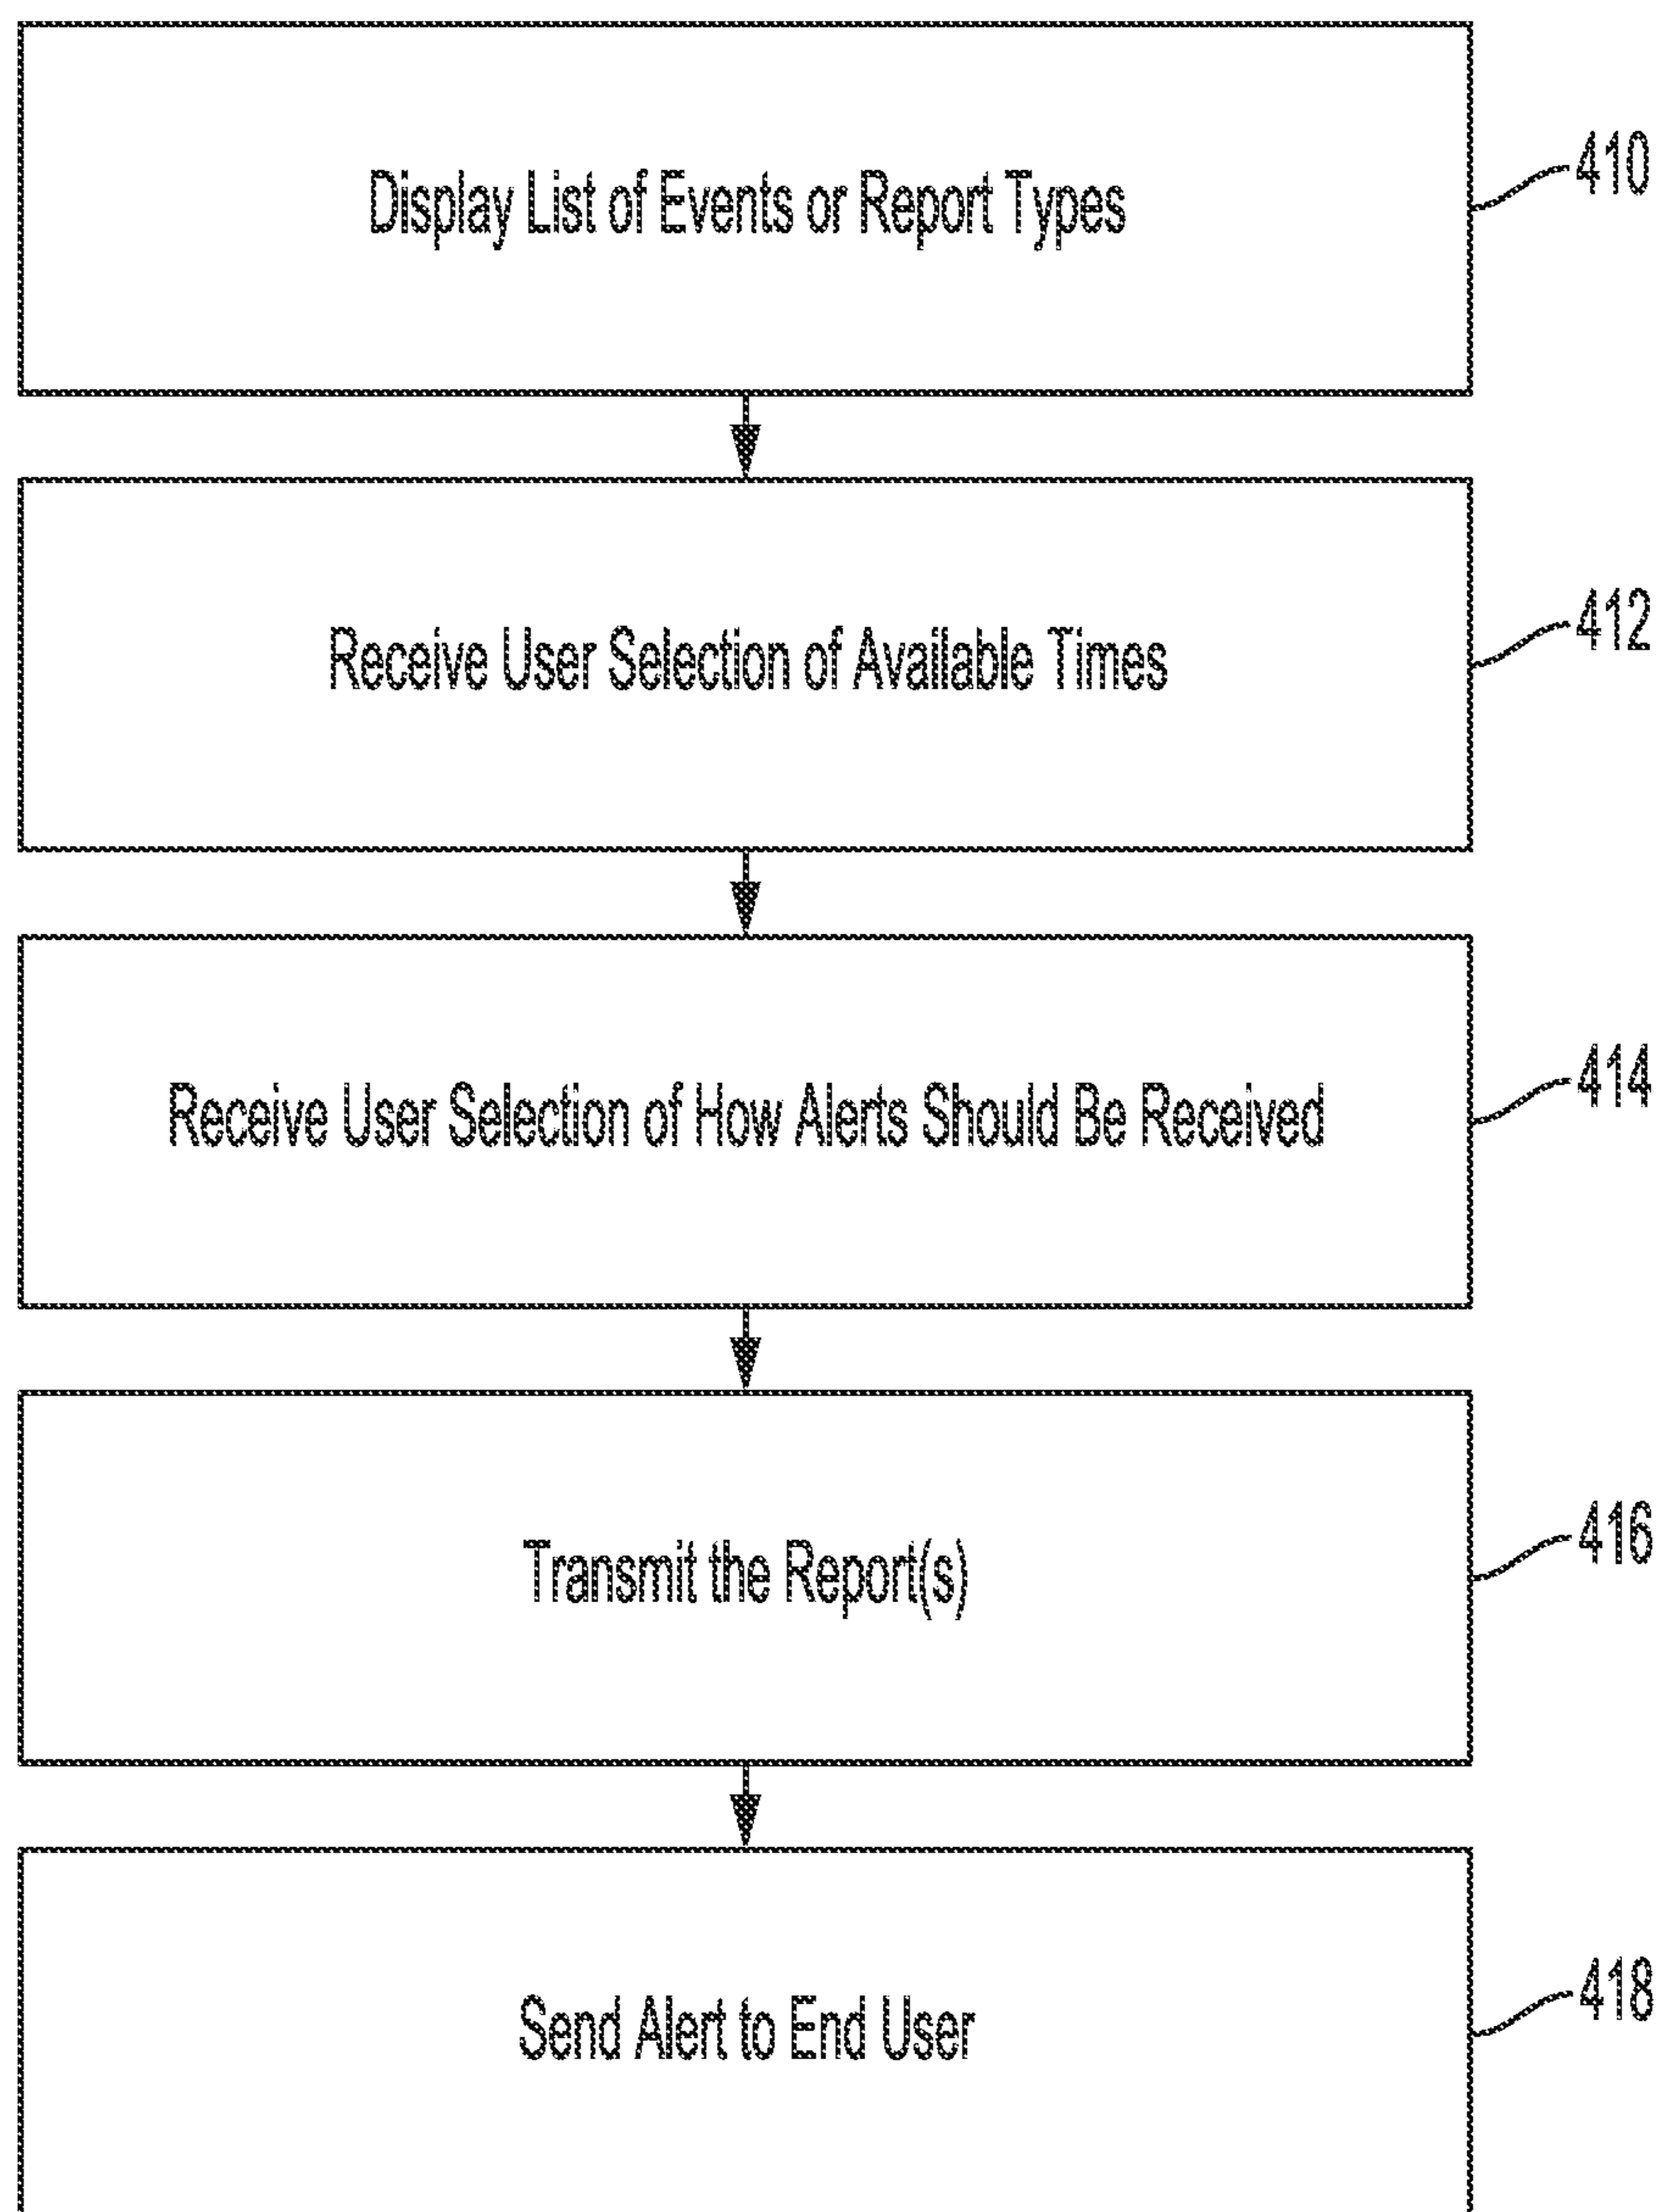 Display List of Events or Report Types
410
Receive User Selection of Available Times
412
Receive User Selection of How Alerts Should Be Received
414
Transmit the Report(s)
416
Send Alert to End User
418